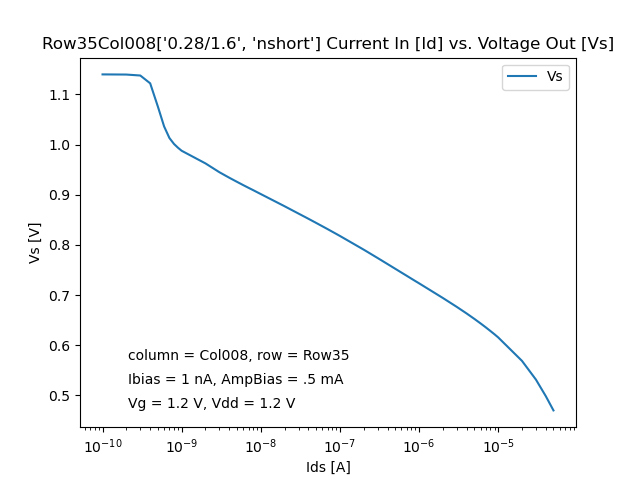 Row35Col008['0.28/1.6', 'nshort'] Current In [Id] vs. Voltage Out [Vs]
Vs
1.1
1.0
0.9
0.8
0.7
0.6
0.5
Vs [V]
column = Col008, row = Row35
Ibias = 1 nA, AmpBias = .5 mA
Vg = 1.2 V, Vdd = 1.2 V
10⁻¹⁰ 10⁻⁹ 10⁻⁸ 10⁻⁷ 10⁻⁶ 10⁻⁵
Ids [A]